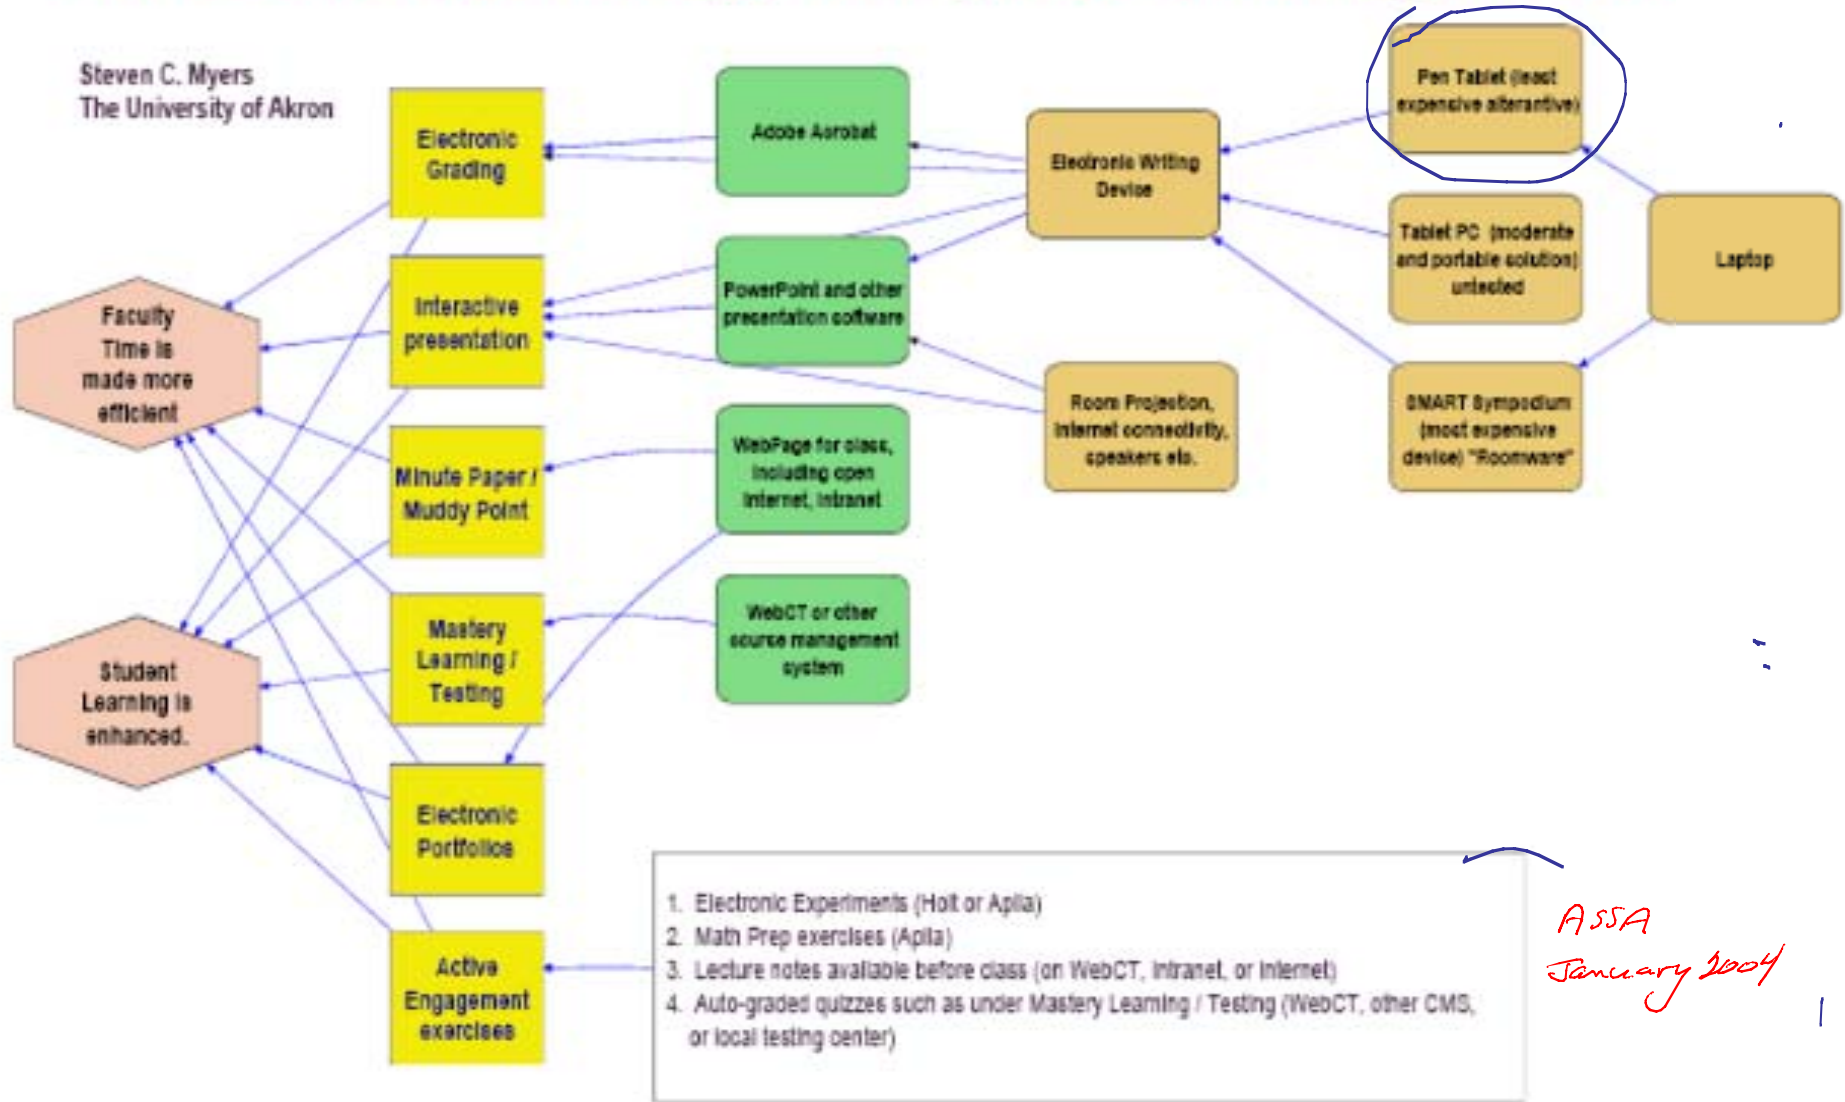 Steven C. Myers
The University of Akron
Electronic
Grading
Interactive
presentation
Minute Paper /
Muddy Point
Mastery
Learning /
Testing
Electronic
Portfolios
Active
Engagement
exercises
Faculty
Time is
made more
efficient
Student
Learning is
enhanced.
Adobe Acrobat
PowerPoint and other
presentation software
WebPage for class,
including open
Internet, Intranet
WebCT or other
course management
system
Electronic Writing
Device
Room Projection,
Internet connectivity,
speakers etc.
Pen Tablet (least
expensive alterantive)
Tablet PC (moderate
and portable solution)
untested
SMART Sympodium
(most expensive
device) "Roomware"
Laptop
1. Electronic Experiments (Holt or Aplia)
2. Math Prep exercises (Aplia)
3. Lecture notes available before class (on WebCT, Intranet, or Internet)
4. Auto-graded quizzes such as under Mastery Learning / Testing (WebCT, other CMS,
or local testing center)
ASSA
January 2004